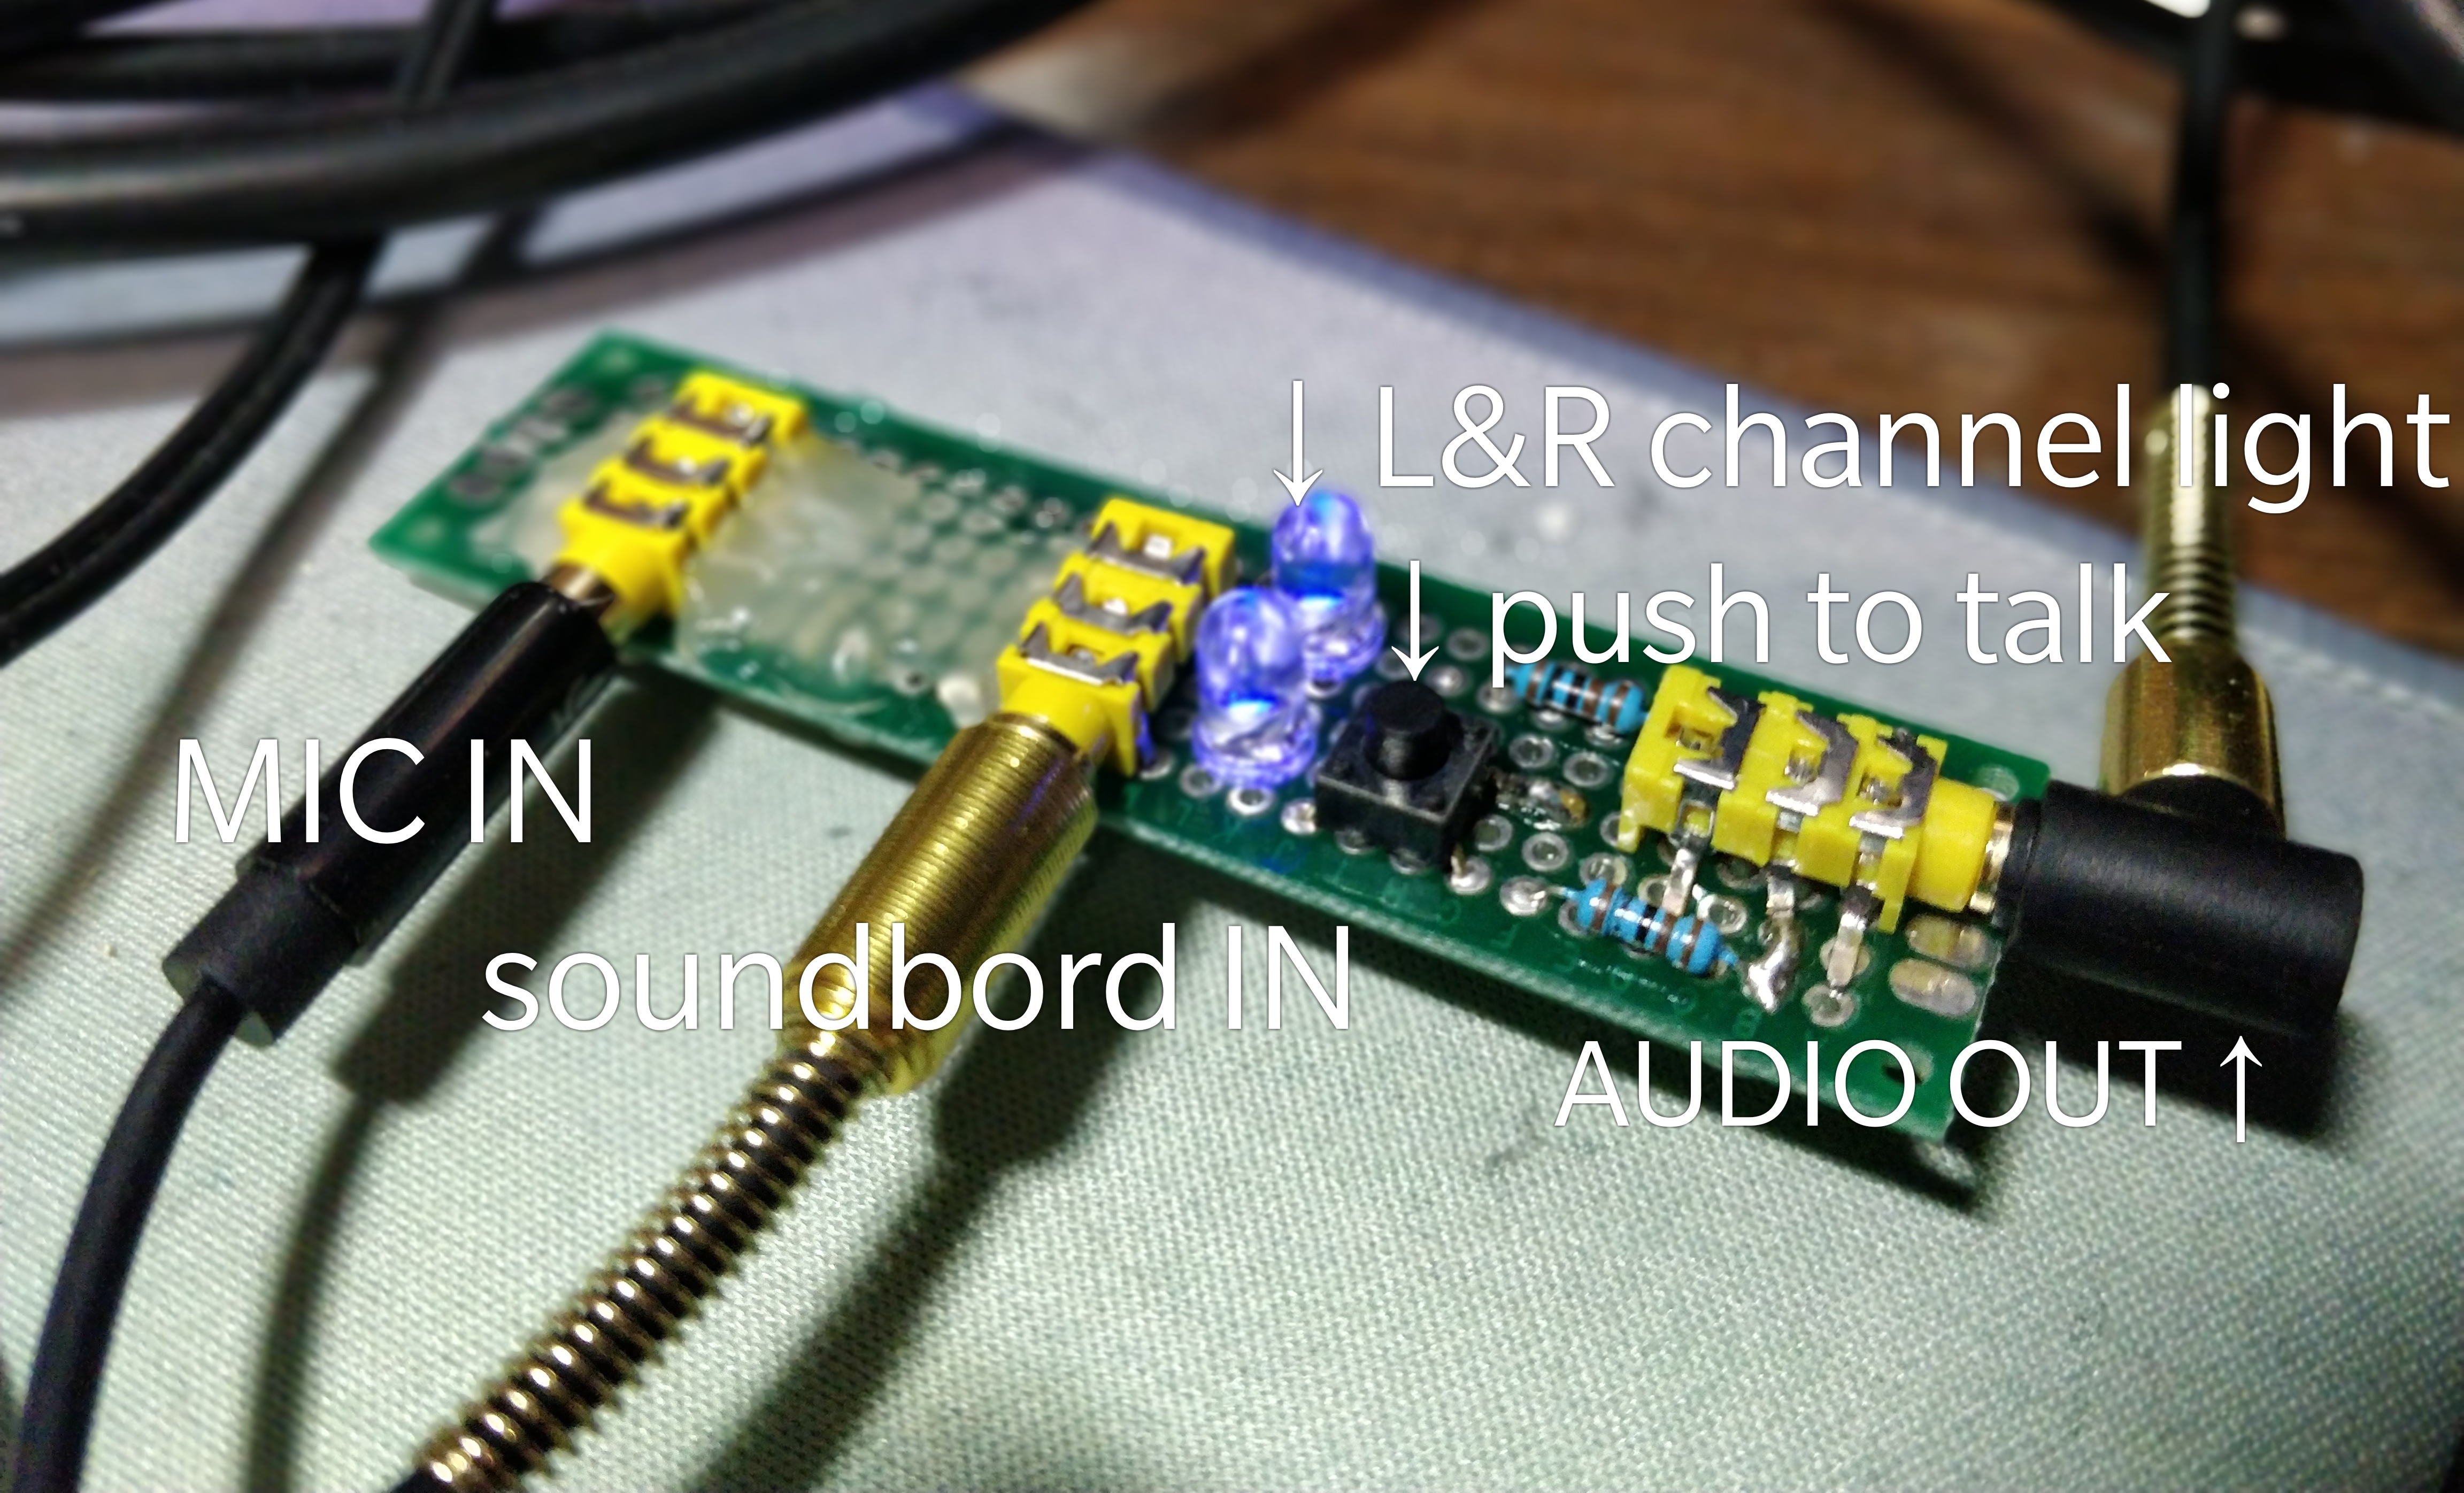 ↓ L&R channel light
↓ push to talk
MIC IN
soundbord IN
AUDIO OUT ↑